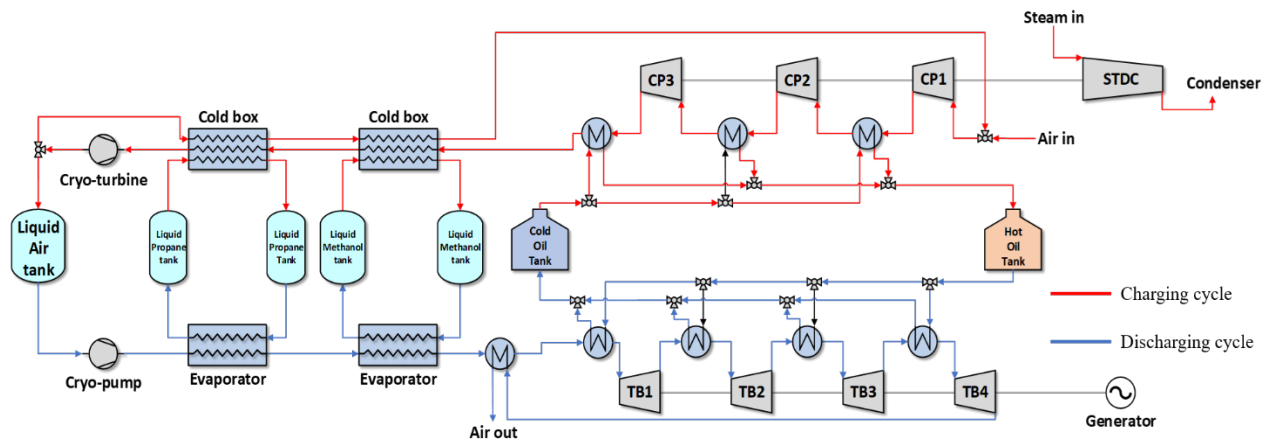 Steam in
CP3
CP2
CP1
STDC
Condenser
Cold box
Cold box
Air in
Cryo-turbine
Liquid
Air
tank
Liquid
Propane
tank
Liquid
Propane
Tank
Liquid
Methanol
tank
Liquid
Methanol tank
Cold
Oil
Tank
Hot
Oil
Tank
Charging cycle
Discharging cycle
Cryo-pump
Evaporator
Evaporator
TB1
TB2
TB3
TB4
Air out
Generator